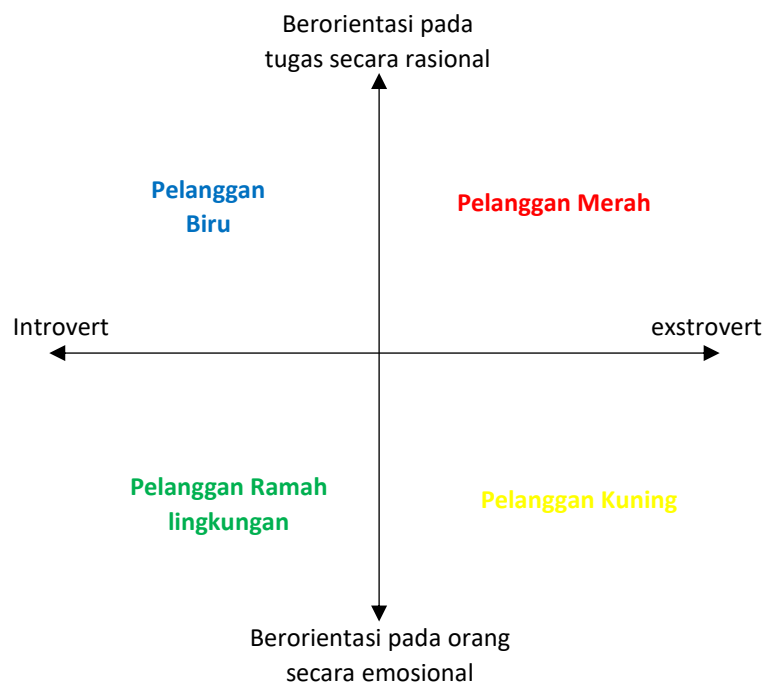 Berorientasi pada
tugas secara rasional
Pelanggan
Biru
Pelanggan Merah
Introvert
exstrovert
Pelanggan Ramah
lingkungan
Pelanggan Kuning
Berorientasi pada orang
secara emosional